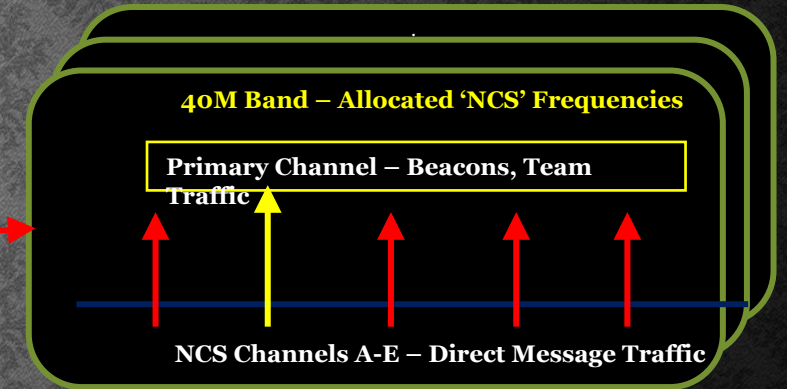 40M Band – Allocated ‘NCS’ Frequencies
Primary Channel – Beacons, Team
Traffic
NCS Channels A-E – Direct Message Traffic